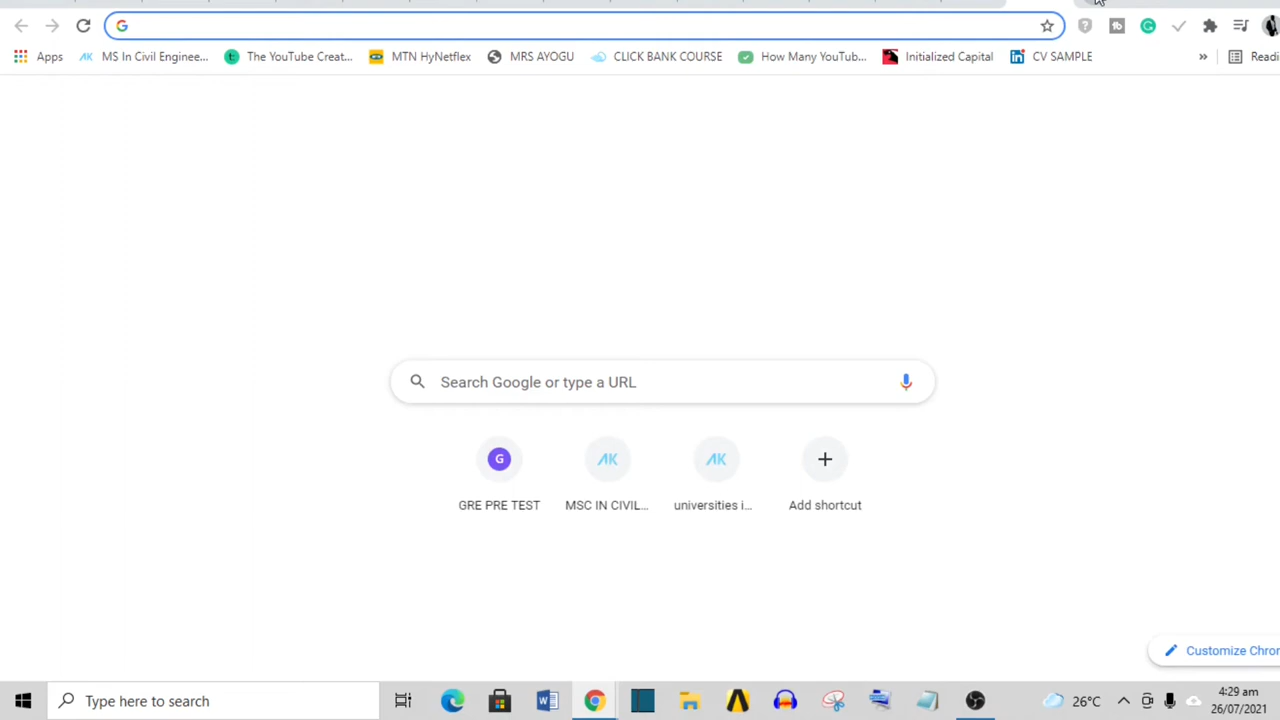 Apps MS In Civil Enginee... The YouTube Creat... MTN HyNetflex MRS AYOGU CLICK BANK COURSE How Many YouTub... Initialized Capital CV SAMPLE » Readi
Search Google or type a URL
G AK AK
GRE PRE TEST MSC IN CIVIL... universities i... Add shortcut
Customize Chror
Type here to search 26°C 4:29 am
26/07/2021